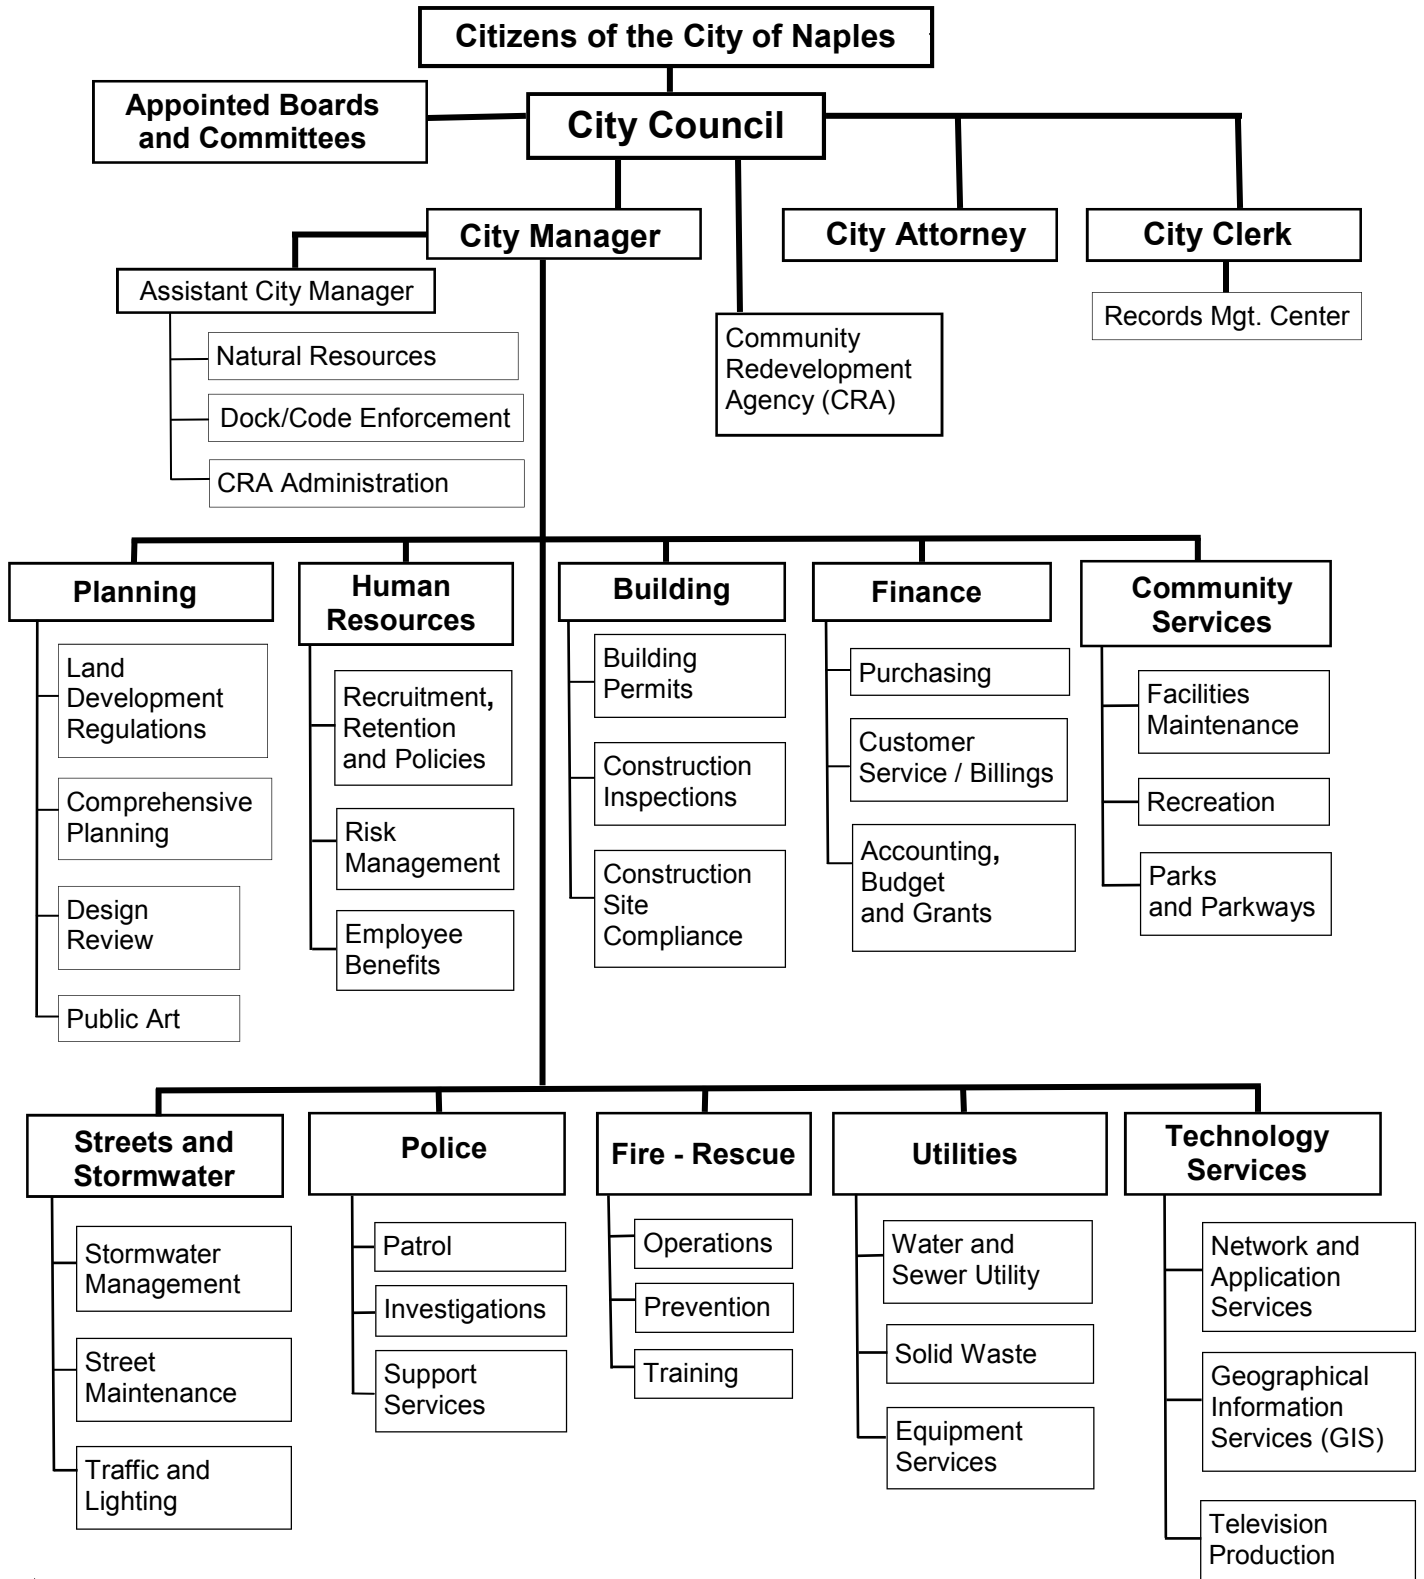 Citizens of the City of Naples
Appointed Boards
and Committees
City Council
City Manager
City Attorney
City Clerk
Assistant City Manager
Records Mgt. Center
Natural Resources
Dock/Code Enforcement
CRA Administration
Community
Redevelopment
Agency (CRA)
Planning
Land
Development
Regulations
Comprehensive
Planning
Design
Review
Public Art
Human
Resources
Recruitment,
Retention
and Policies
Risk
Management
Employee
Benefits
Building
Building
Permits
Construction
Inspections
Construction
Site
Compliance
Finance
Purchasing
Customer
Service / Billings
Accounting,
Budget
and Grants
Community
Services
Facilities
Maintenance
Recreation
Parks
and Parkways
Streets and
Stormwater
Stormwater
Management
Street
Maintenance
Traffic and
Lighting
Police
Patrol
Investigations
Support
Services
Fire - Rescue
Operations
Prevention
Training
Utilities
Water and
Sewer Utility
Solid Waste
Equipment
Services
Technology
Services
Network and
Application
Services
Geographical
Information
Services (GIS)
Television
Production